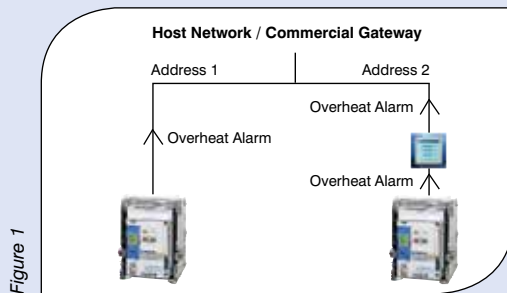 Host Network / Commercial Gateway
Address 1
Address 2
Overheat Alarm
Overheat Alarm
Overheat Alarm
Figure 1